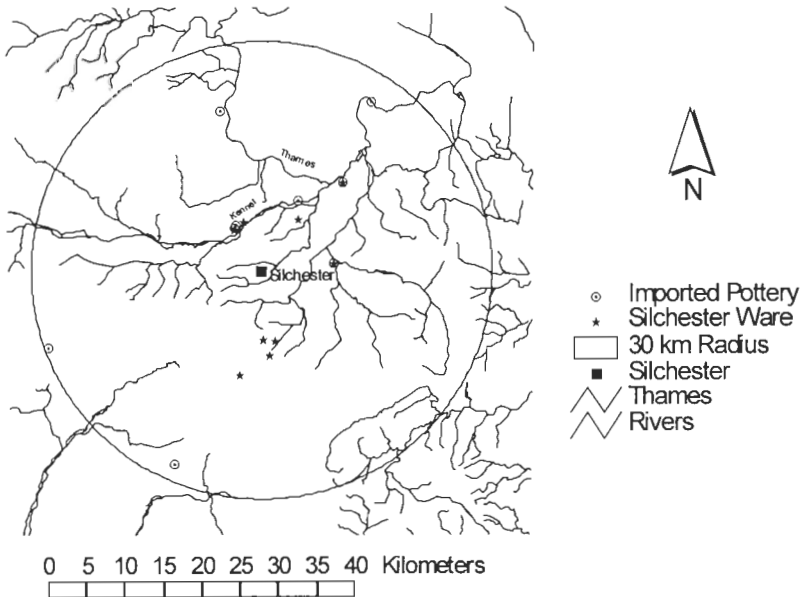 Thames
Kennet
Silchester
N
Imported Pottery
Silchester Ware
30 km Radius
Silchester
Thames
Rivers
0 5 10 15 20 25 30 35 40 Kilometers